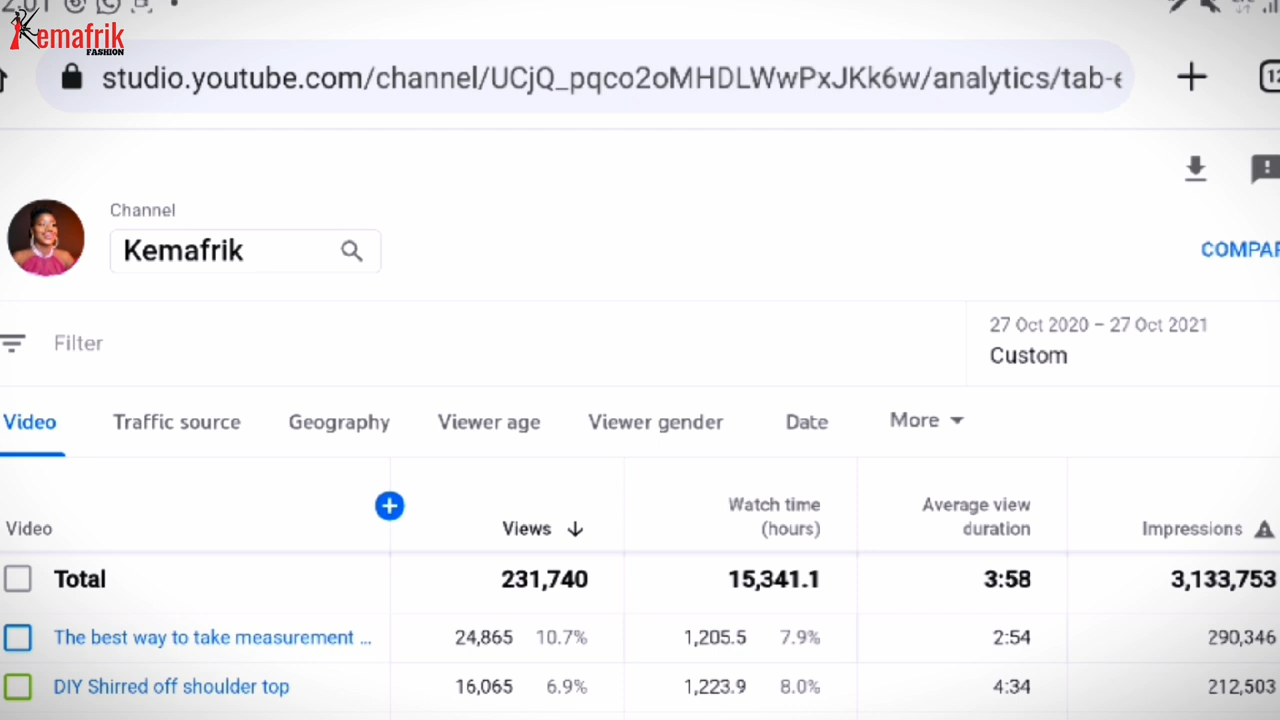 2:01
Kemafrik
FASHION
studio.youtube.com/channel/UCjQ_pqco2oMHDLWwPxJKk6w/analytics/tab-
12
Channel
Kemafrik
COMPAR
Filter
27 Oct 2020 – 27 Oct 2021
Custom
Video Traffic source Geography Viewer age Viewer gender Date More
Video Views Watch time (hours) Average view duration Impressions
Total 231,740 15,341.1 3:58 3,133,753
The best way to take measurement ... 24,865 10.7% 1,205.5 7.9% 2:54 290,346
DIY Shirred off shoulder top 16,065 6.9% 1,223.9 8.0% 4:34 212,503